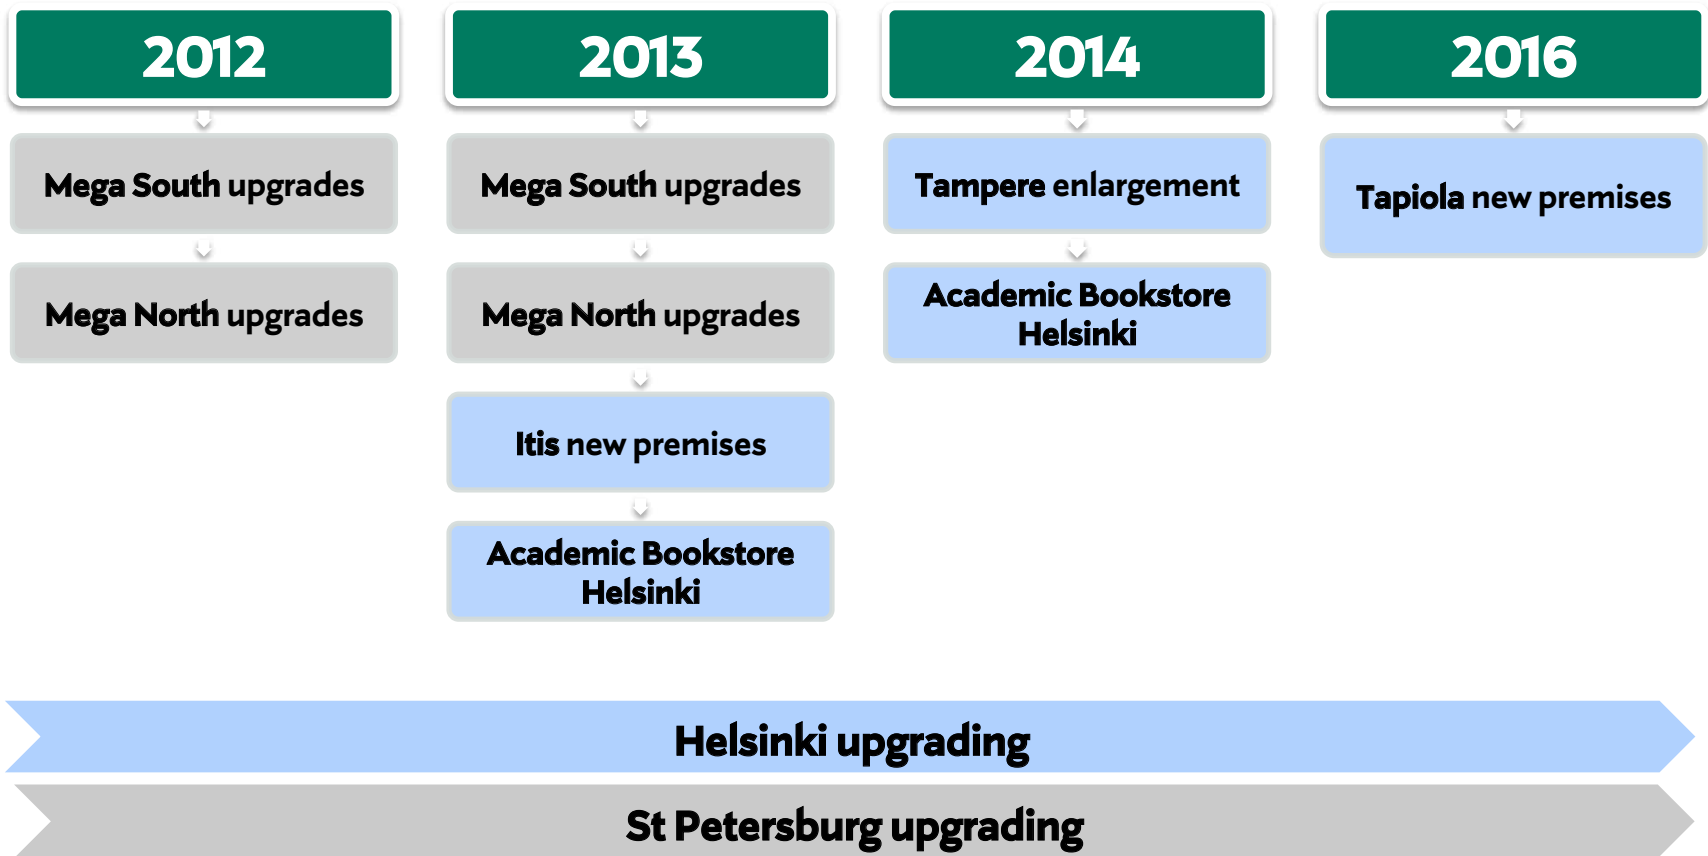 2012
Mega South upgrades
Mega North upgrades
2013
Mega South upgrades
Mega North upgrades
Itis new premises
Academic Bookstore
Helsinki
2014
Tampere enlargement
Academic Bookstore
Helsinki
2016
Tapiola new premises
Helsinki upgrading
St Petersburg upgrading